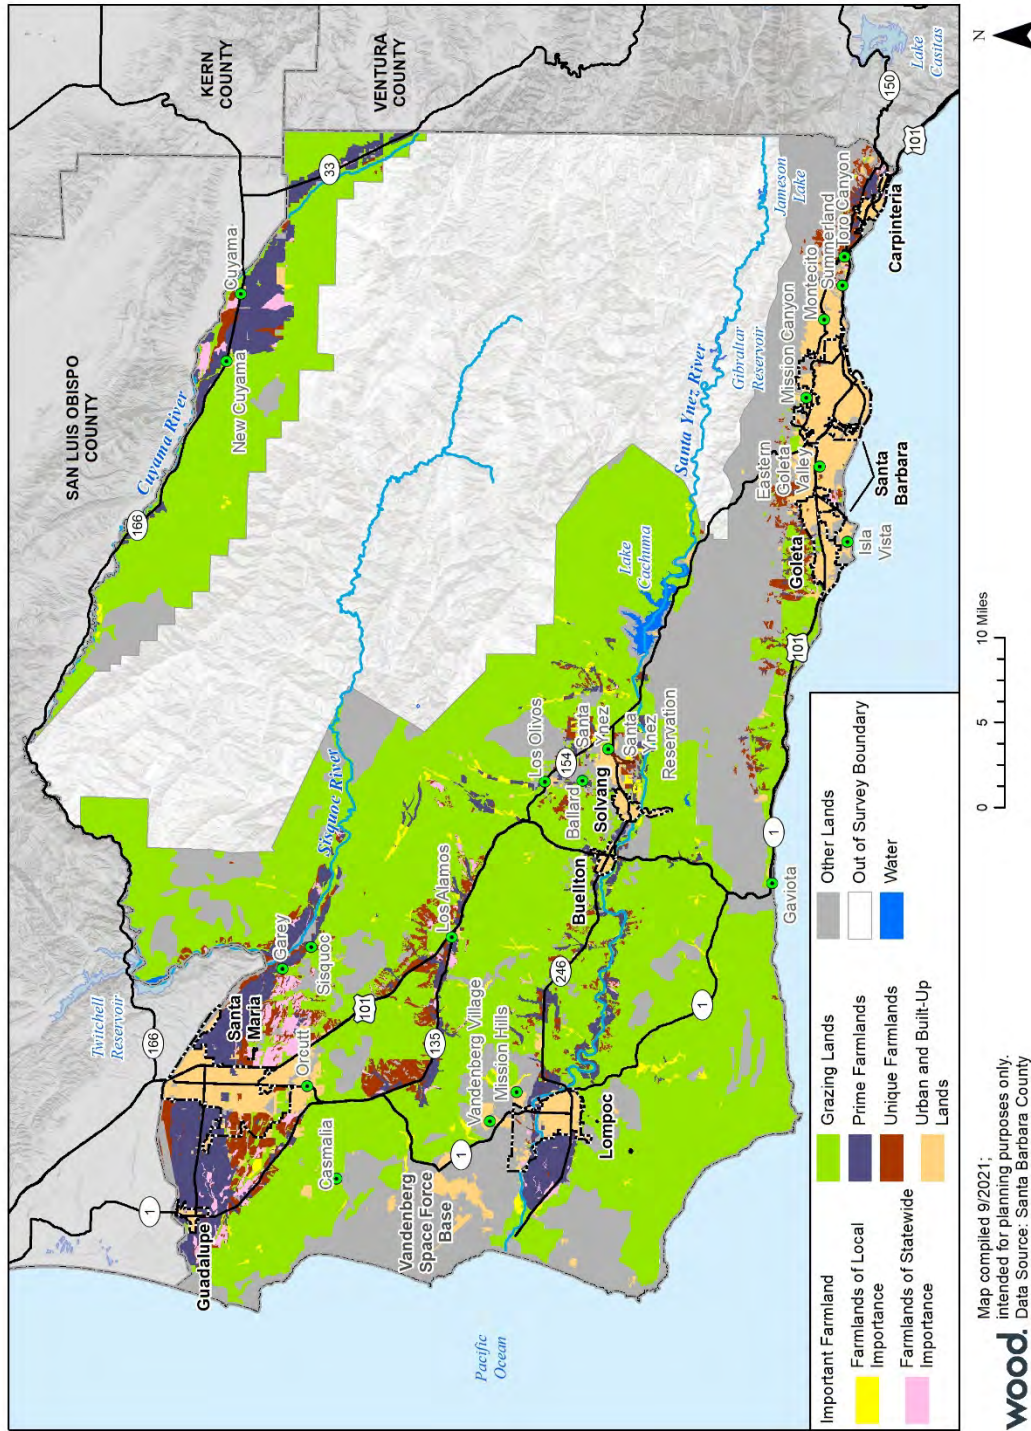 KERN
COUNTY
VENTURA
COUNTY
SAN LUIS OBISPO
COUNTY
Cuyama River
166
33
Cuyama
New Cuyama
Twitchell
Reservoir
166
1
Guadalupe
Santa
Maria
Garey
Sisquoc
Sisquoc River
Orcutt
Casmalia
101
135
Los Alamos
Vandenberg
Space Force
Base
1
Vandenberg Village
Mission Hills
Lompoc
246
1
Buellton
Solvang
Ballard
Los Olivos
154
Santa
Ynez
Santa
Ynez
Reservation
Lake
Cachuma
Santa Ynez River
Gibraltar
Reservoir
Jameson
Lake
Lake
Casitas
150
101
Gaviota
1
101
Goleta
Isla
Vista
Eastern
Goleta
Valley
Santa
Barbara
Mission Canyon
Montecito
Summerland
Toro Canyon
Carpinteria
Pacific
Ocean
Important Farmland
Farmlands of Local
Importance
Farmlands of Statewide
Importance
Grazing Lands
Prime Farmlands
Unique Farmlands
Urban and Built-Up
Lands
Other Lands
Out of Survey Boundary
Water
0 5 10 Miles
N
wood.
Map compiled 9/2021;
intended for planning purposes only.
Data Source: Santa Barbara County